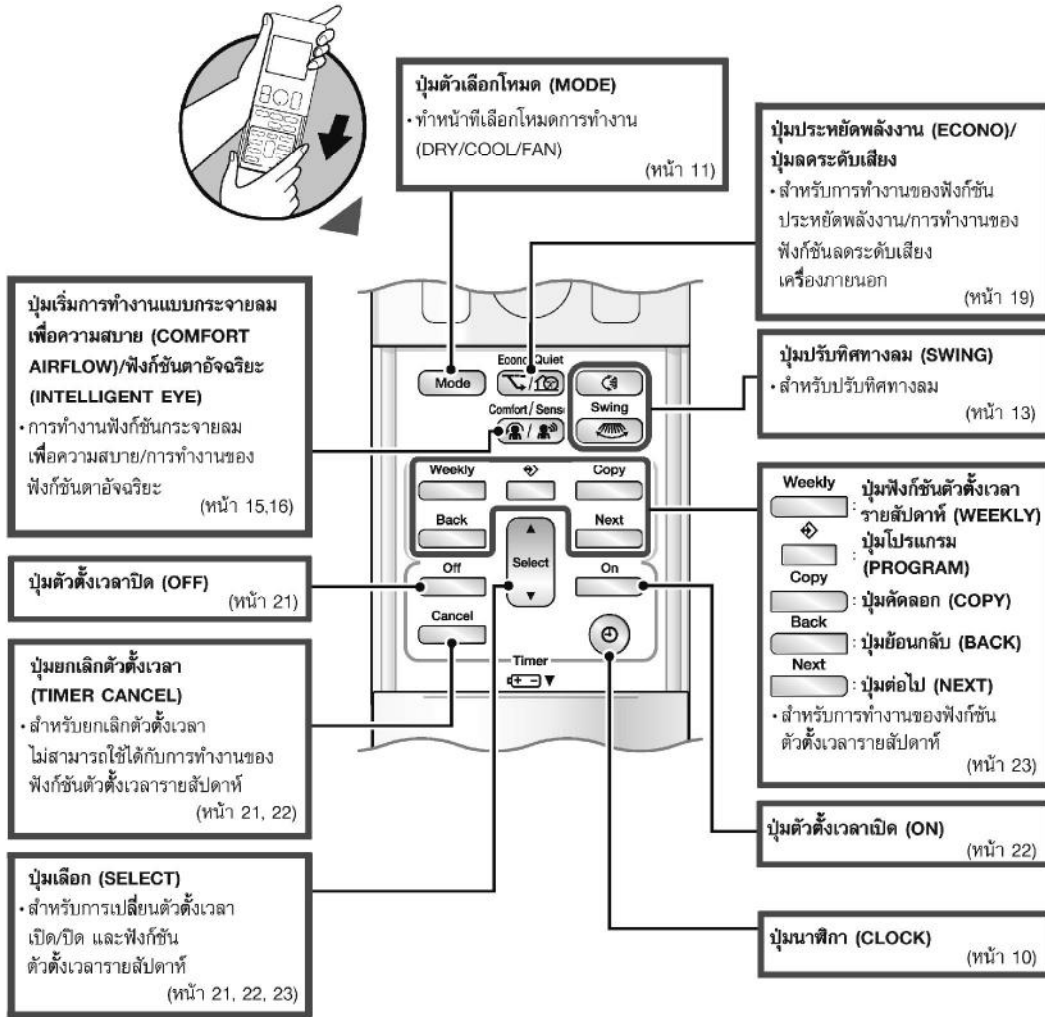 ปุ่มตัวเลือกโหมด (MODE)
• ทำหน้าที่เลือกโหมดการทำงาน
(DRY/COOL/FAN)
(หน้า 11)
ปุ่มประหยัดพลังงาน (ECONO)/
ปุ่มลดระดับเสียง
• สำหรับการทำงานของฟังก์ชัน
ประหยัดพลังงาน/การทำงานของ
ฟังก์ชันลดระดับเสียง
เครื่องภายนอก
(หน้า 19)
ปุ่มเริ่มการทำงานแบบกระจายลม
เพื่อความสบาย (COMFORT
AIRFLOW)/ฟังก์ชันตาอัจฉริยะ
(INTELLIGENT EYE)
• การทำงานฟังก์ชันกระจายลม
เพื่อความสบาย/การทำงานของ
ฟังก์ชันตาอัจฉริยะ
(หน้า 15,16)
ปุ่มปรับทิศทางลม (SWING)
• สำหรับปรับทิศทางลม
(หน้า 13)
Econo Quiet
Mode
Comfort / Sense
Swing
Weekly
Copy
Back
Next
Select
Off
On
Cancel
Timer
Weekly
: ปุ่มฟังก์ชันตัวตั้งเวลา
รายสัปดาห์ (WEEKLY)
: ปุ่มโปรแกรม
(PROGRAM)
Copy
: ปุ่มคัดลอก (COPY)
Back
: ปุ่มย้อนกลับ (BACK)
Next
: ปุ่มต่อไป (NEXT)
• สำหรับการทำงานของฟังก์ชัน
ตัวตั้งเวลารายสัปดาห์
(หน้า 23)
ปุ่มตัวตั้งเวลาปิด (OFF)
(หน้า 21)
ปุ่มยกเลิกตัวตั้งเวลา
(TIMER CANCEL)
• สำหรับยกเลิกตัวตั้งเวลา
ไม่สามารถใช้ได้กับการทำงานของ
ฟังก์ชันตัวตั้งเวลารายสัปดาห์
(หน้า 21, 22)
ปุ่มตัวตั้งเวลาเปิด (ON)
(หน้า 22)
ปุ่มเลือก (SELECT)
• สำหรับการเปลี่ยนตัวตั้งเวลา
เปิด/ปิด และฟังก์ชัน
ตัวตั้งเวลารายสัปดาห์
(หน้า 21, 22, 23)
ปุ่มนาฬิกา (CLOCK)
(หน้า 10)